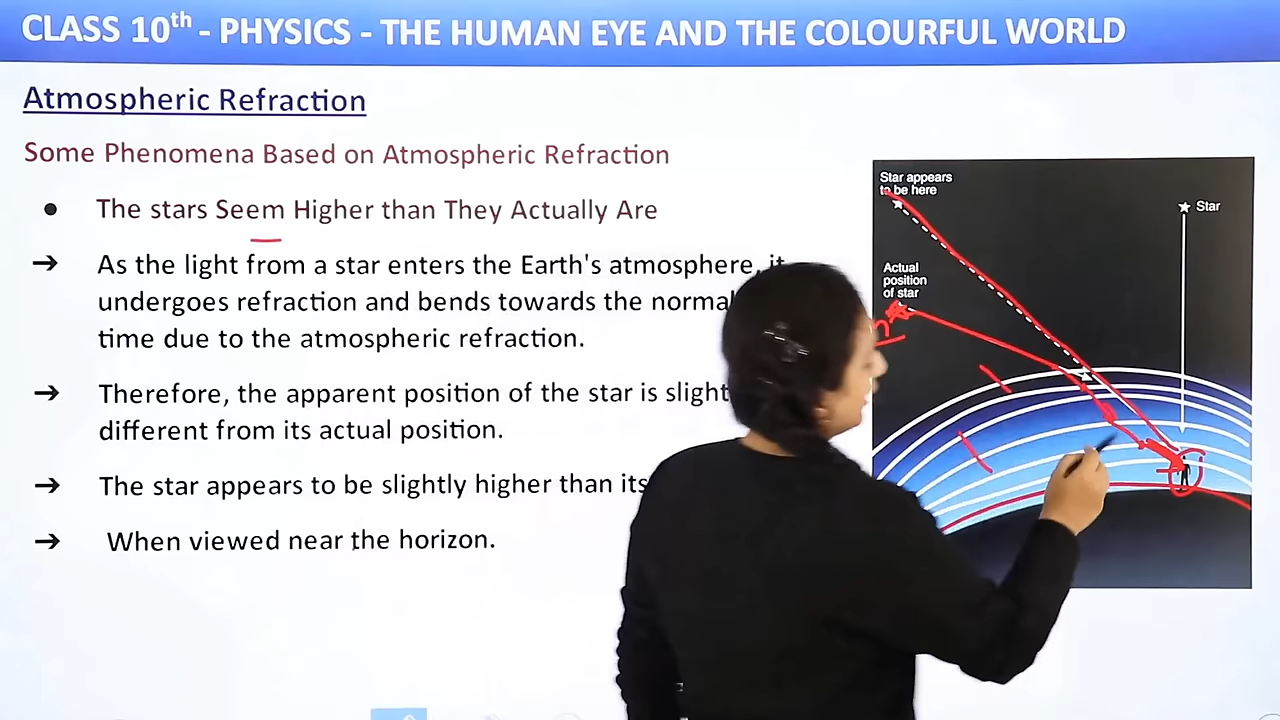 CLASS 10th - PHYSICS - THE HUMAN EYE AND THE COLOURFUL WORLD
Atmospheric Refraction
Some Phenomena Based on Atmospheric Refraction
● The stars Seem Higher than They Actually Are
→ As the light from a star enters the Earth's atmosphere, it
undergoes refraction and bends towards the normal
time due to the atmospheric refraction.
→ Therefore, the apparent position of the star is slight
different from its actual position.
→ The star appears to be slightly higher than its
→ When viewed near the horizon.
Star appears
to be here
Star
Actual
position
of star